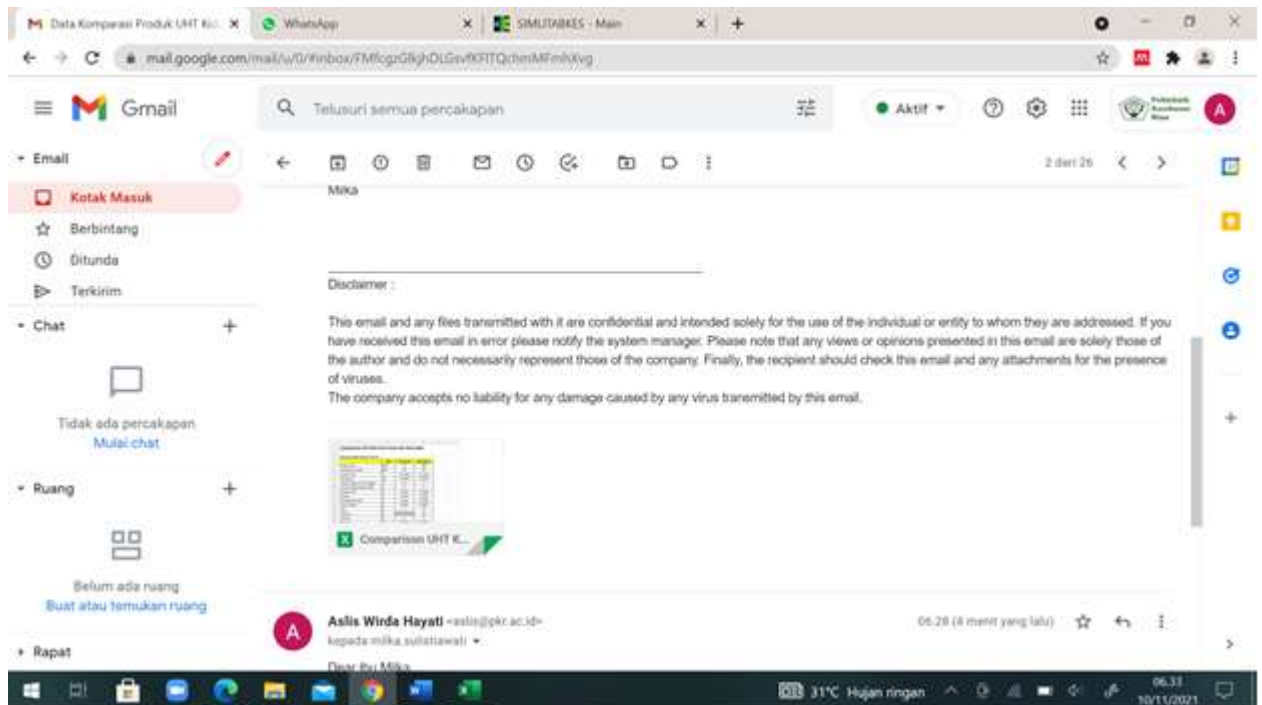 Data Komparasi Produk UHT
WhatsApp
SIMLITABKES - Main
mail.google.com/mail/u/0/#inbox/
Gmail
Telusuri semua percakapan
Aktif
A
Email
2 dari 26
Kotak Masuk
Milka
Berbintang
Ditunda
Terkirim
Disclaimer :
Chat
This email and any files transmitted with it are confidential and intended solely for the use of the individual or entity to whom they are addressed. If you
have received this email in error please notify the system manager. Please note that any views or opinions presented in this email are solely those of
the author and do not necessarily represent those of the company. Finally, the recipient should check this email and any attachments for the presence
of viruses.
The company accepts no liability for any damage caused by any virus transmitted by this email.
Tidak ada percakapan
Mulai chat
Ruang
Comparison UHT K...
Belum ada ruang
Buat atau temukan ruang
A
Aslis Wirda Hayati <aslis@pkr.ac.id>
06.28 (4 menit yang lalu)
kepada milka.sulistiawati
Rapat
Dear Ibu Milka
31°C Hujan ringan
06.33
10/11/2021